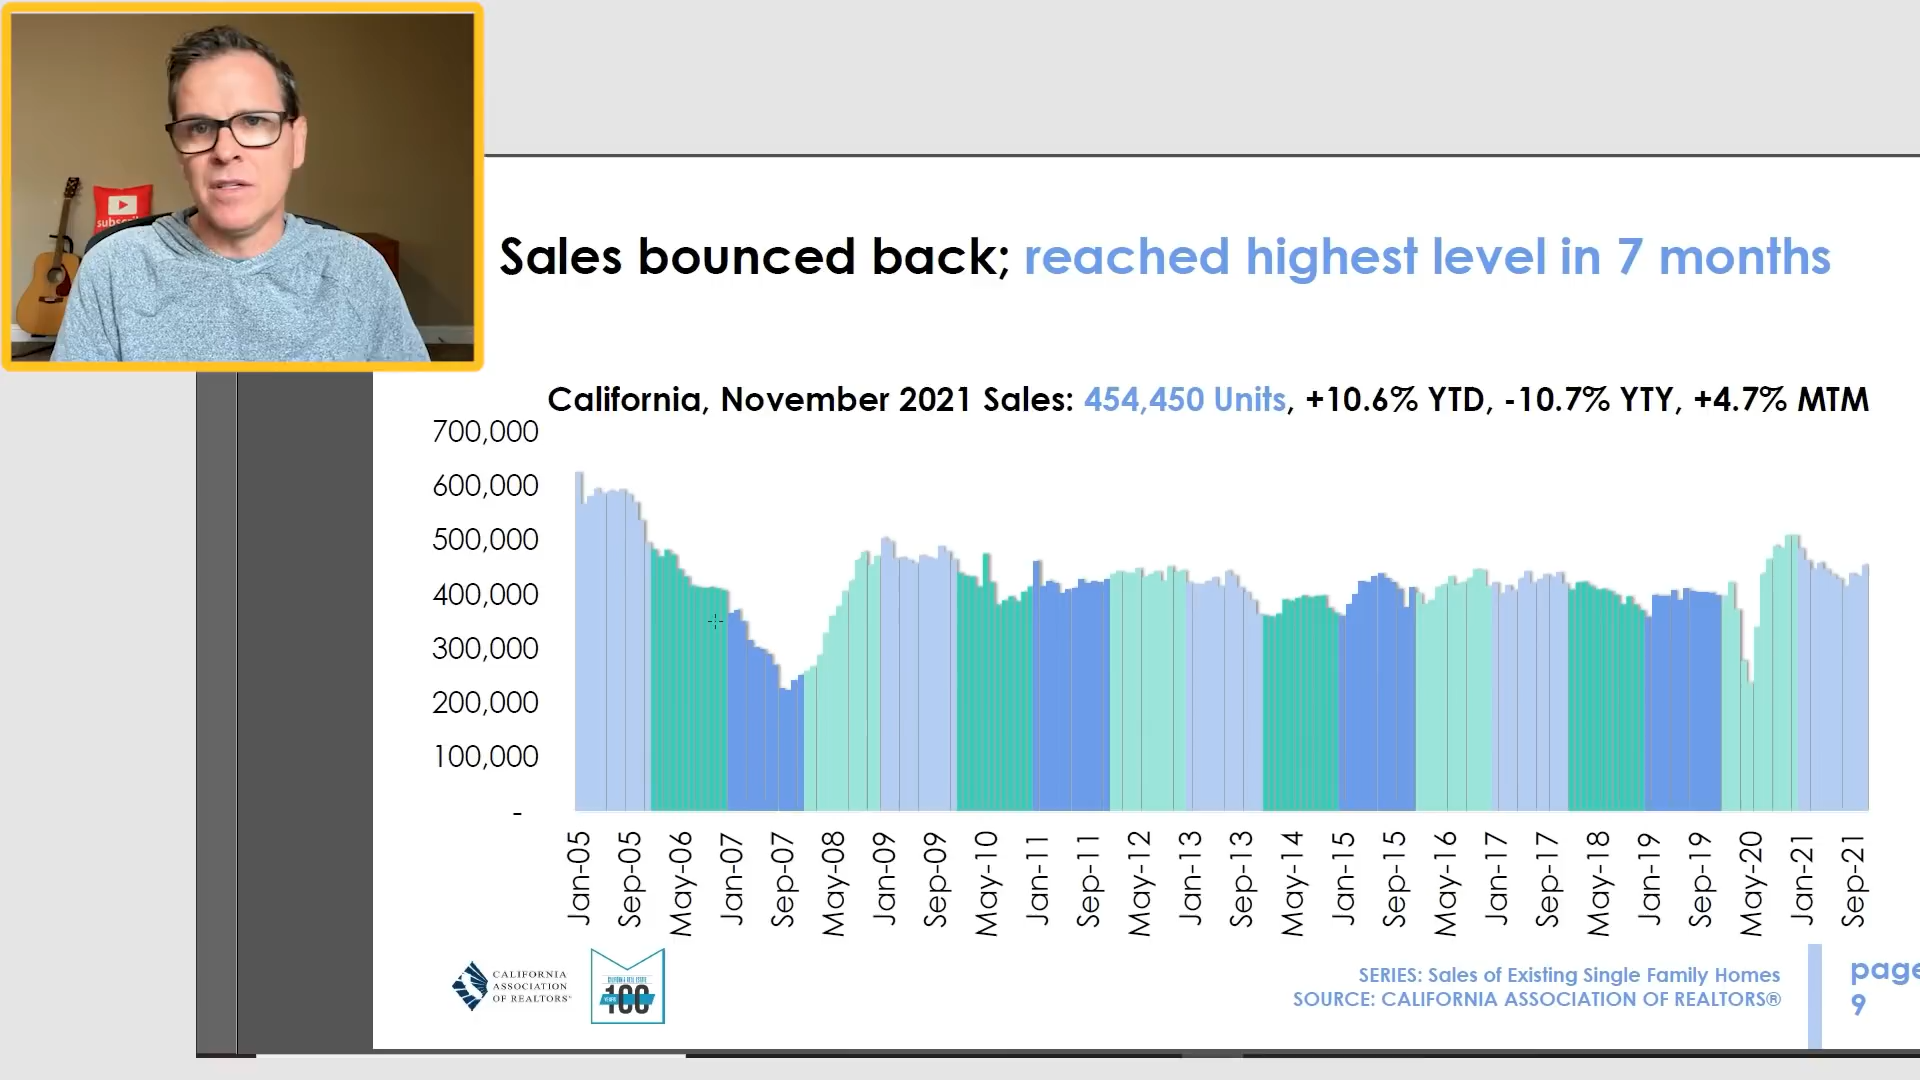 subscri
Sales bounced back; reached highest level in 7 months
California, November 2021 Sales: 454,450 Units, +10.6% YTD, -10.7% YTY, +4.7% MTM
700,000
600,000
500,000
400,000
300,000
200,000
100,000
-
Jan-05
Sep-05
May-06
Jan-07
Sep-07
May-08
Jan-09
Sep-09
May-10
Jan-11
Sep-11
May-12
Jan-13
Sep-13
May-14
Jan-15
Sep-15
May-16
Jan-17
Sep-17
May-18
Jan-19
Sep-19
May-20
Jan-21
Sep-21
CALIFORNIA
ASSOCIATION
OF REALTORS®
YEARS
100
SERIES: Sales of Existing Single Family Homes
SOURCE: CALIFORNIA ASSOCIATION OF REALTORS®
page
9